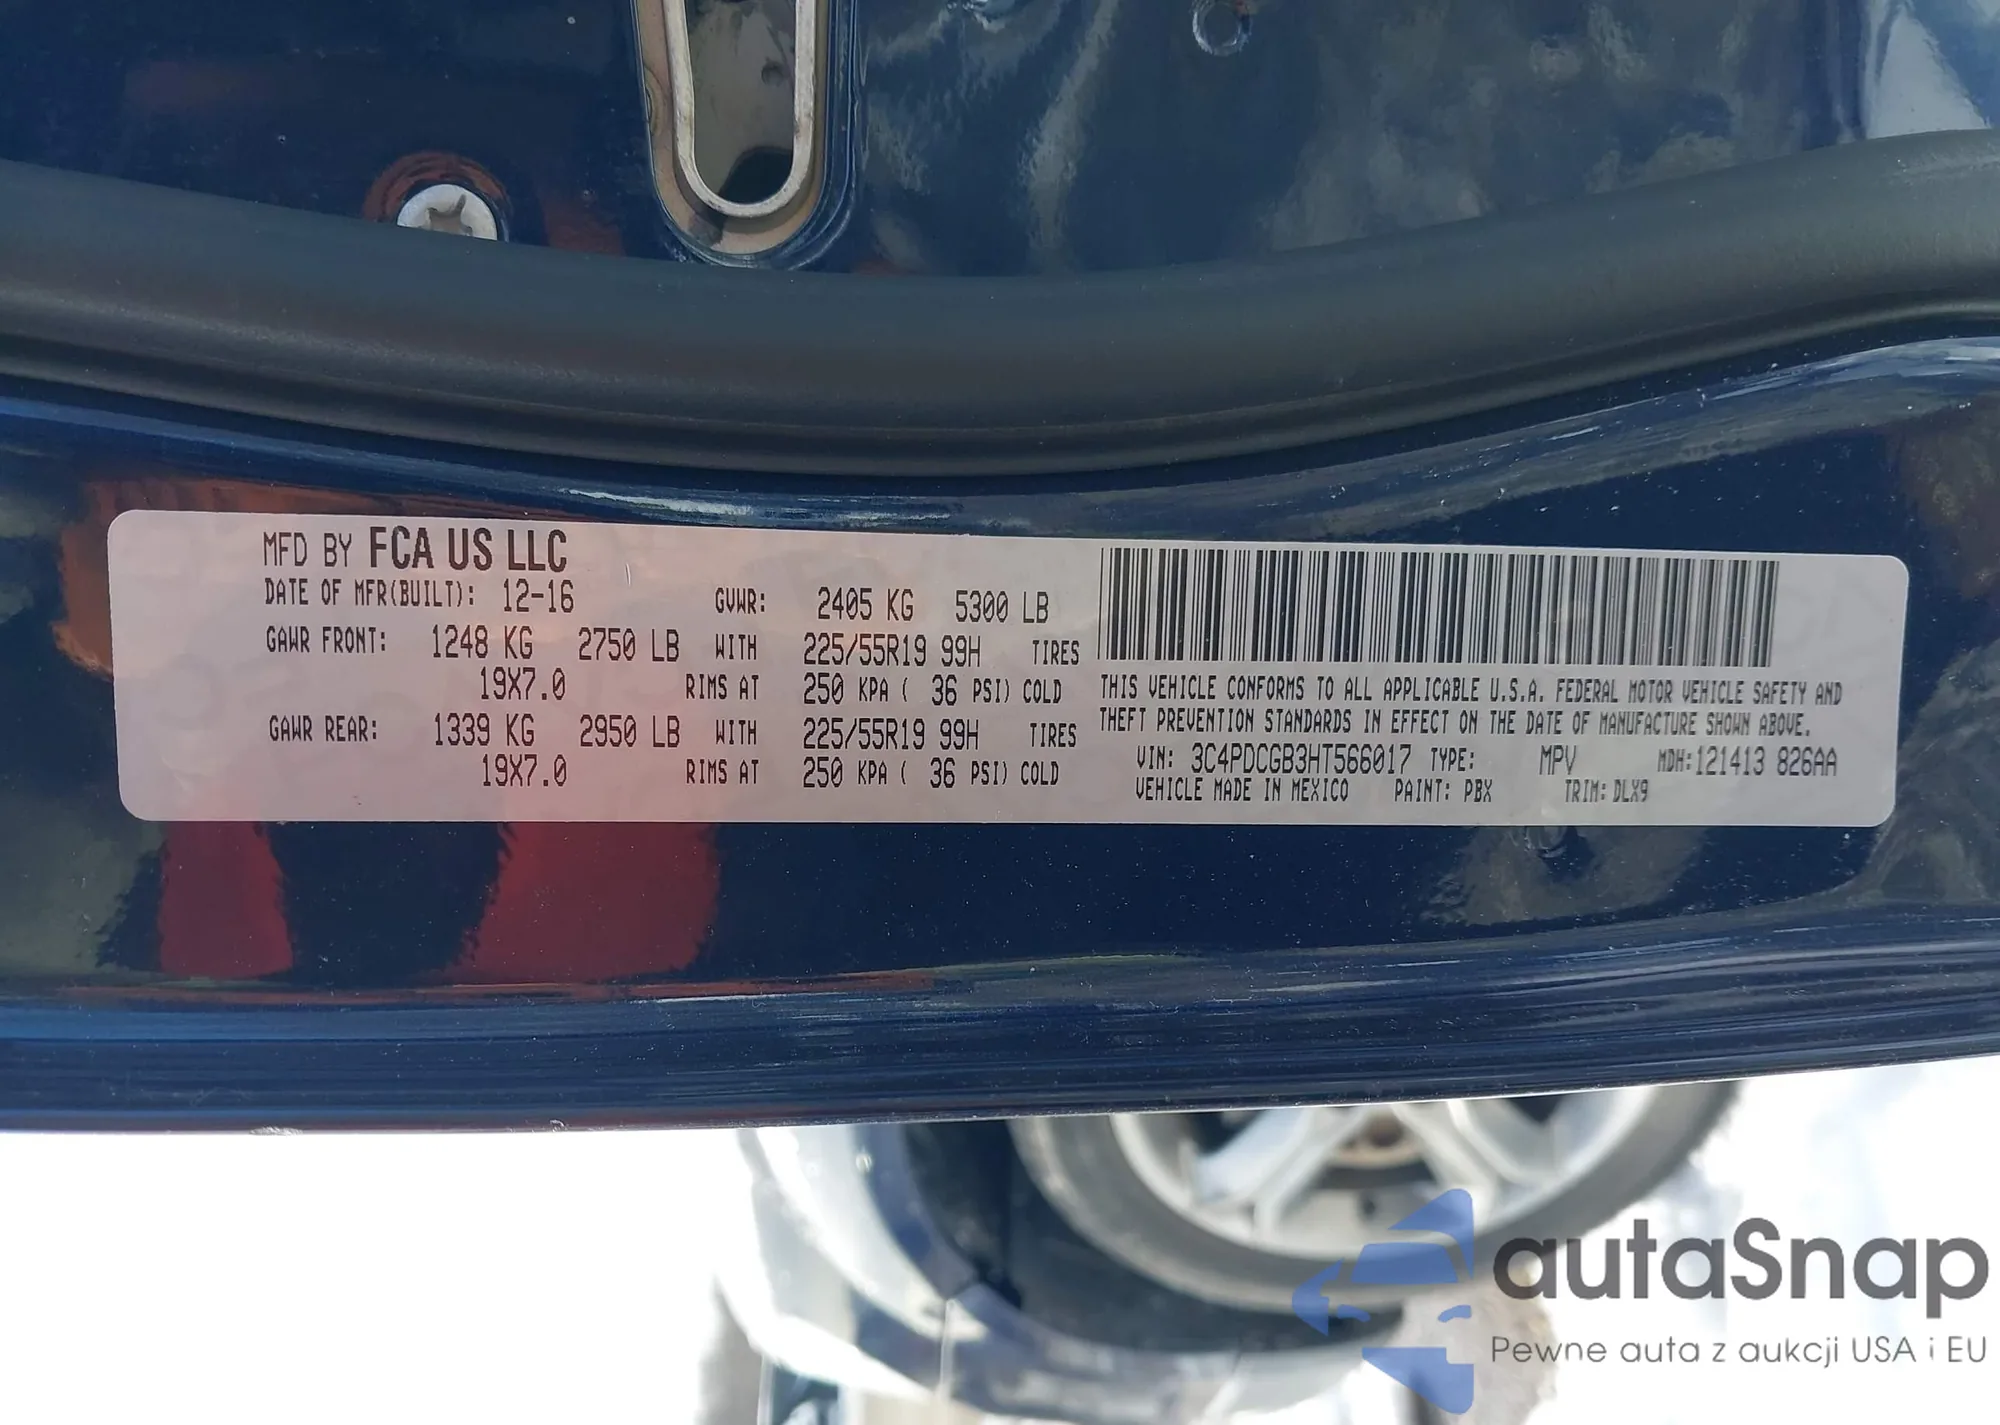 MFD BY FCA US LLC
DATE OF MFR(BUILT): 12-16 GVWR: 2405 KG 5300 LB
GAWR FRONT: 1248 KG 2750 LB WITH 225/55R19 99H TIRES
19X7.0 RIMS AT 250 KPA ( 36 PSI) COLD
GAWR REAR: 1339 KG 2950 LB WITH 225/55R19 99H TIRES
19X7.0 RIMS AT 250 KPA ( 36 PSI) COLD
THIS VEHICLE CONFORMS TO ALL APPLICABLE U.S.A. FEDERAL MOTOR VEHICLE SAFETY AND
THEFT PREVENTION STANDARDS IN EFFECT ON THE DATE OF MANUFACTURE SHOWN ABOVE.
VIN: 3C4PDCGB3HT566017 TYPE: MPV MDH:121413 826AA
VEHICLE MADE IN MEXICO PAINT: PBX TRIM: DLX9
autaSnap
Pewne auta z aukcji USA i EU